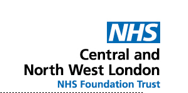 NHS
Central and
North West London
NHS Foundation Trust